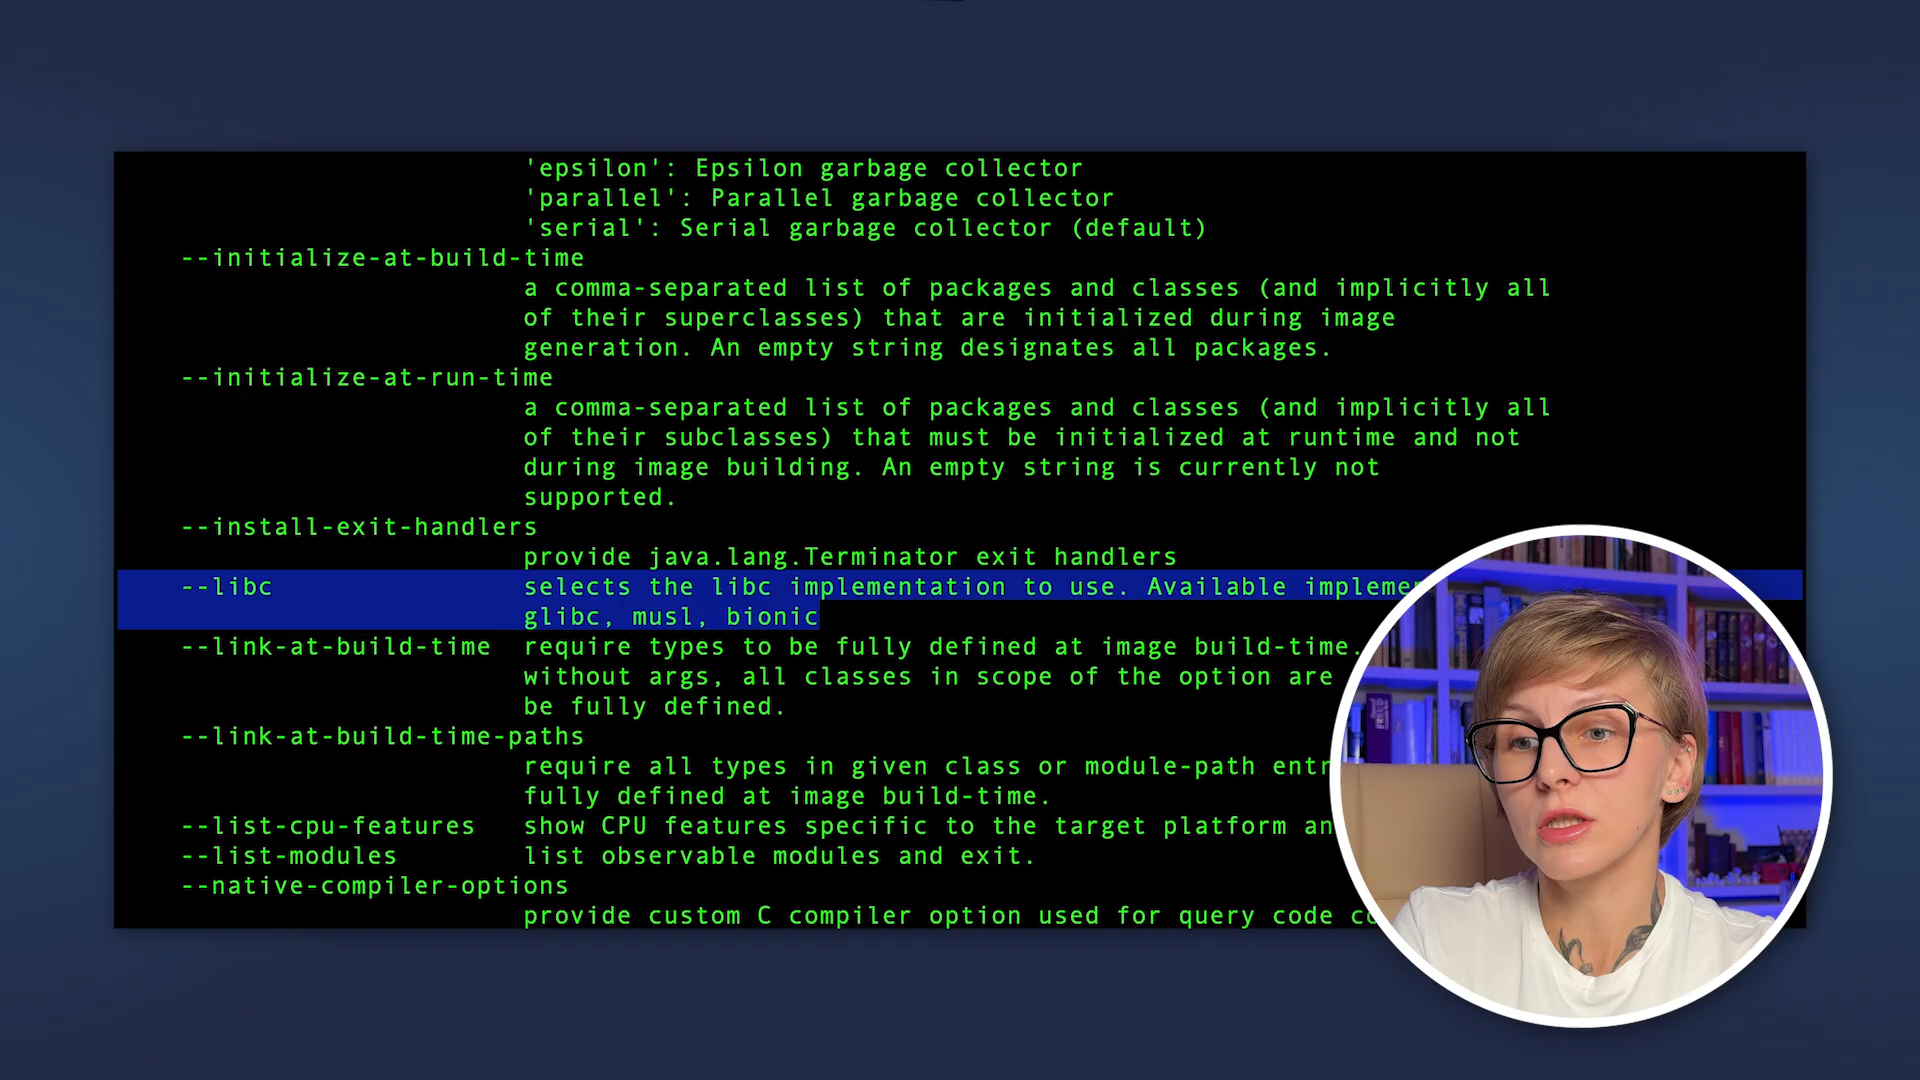 'epsilon': Epsilon garbage collector
'parallel': Parallel garbage collector
'serial': Serial garbage collector (default)
--initialize-at-build-time
a comma-separated list of packages and classes (and implicitly all
of their superclasses) that are initialized during image
generation. An empty string designates all packages.
--initialize-at-run-time
a comma-separated list of packages and classes (and implicitly all
of their subclasses) that must be initialized at runtime and not
during image building. An empty string is currently not
supported.
--install-exit-handlers
provide java.lang.Terminator exit handlers
--libc selects the libc implementation to use. Available
glibc, musl, bionic
--link-at-build-time require types to be fully defined at image build-time.
without args, all classes in scope of the option are
be fully defined.
--link-at-build-time-paths
require all types in given class or module-path
fully defined at image build-time.
--list-cpu-features show CPU features specific to the target platform
--list-modules list observable modules and exit.
--native-compiler-options
provide custom C compiler option used for query code